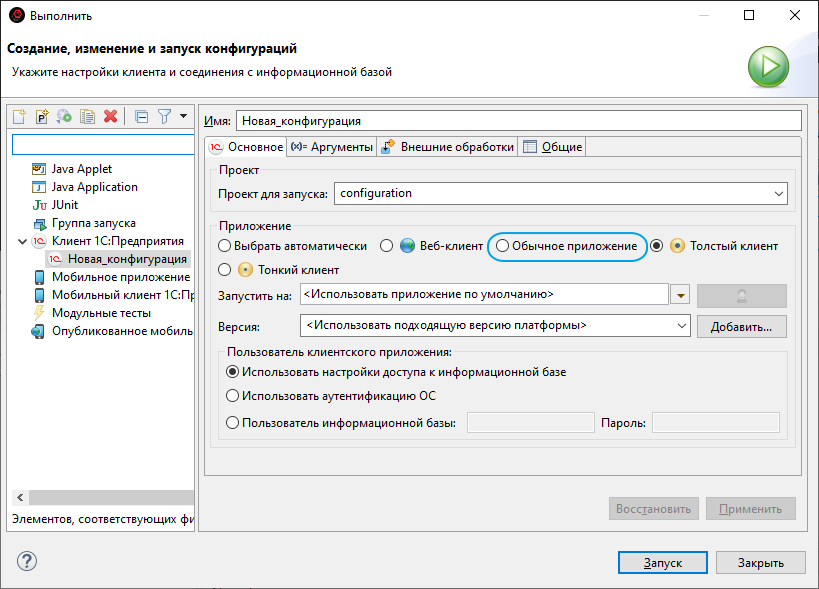 Выполнить
Создание, изменение и запуск конфигураций
Укажите настройки клиента и соединения с информационной базой
Java Applet
Java Application
JUnit
Группа запуска
Клиент 1С:Предприятия
Новая_конфигурация
Мобильное приложение
Мобильный клиент 1С:Пр
Модульные тесты
Опубликованное мобиль
Элементов, соответствующих фи
Имя: Новая_конфигурация
Основное (x)= Аргументы Внешние обработки Общие
Проект
Проект для запуска: configuration
Приложение
Выбрать автоматически Веб-клиент Обычное приложение Толстый клиент
Тонкий клиент
Запустить на: <Использовать приложение по умолчанию>
Версия: <Использовать подходящую версию платформы> Добавить...
Пользователь клиентского приложения:
Использовать настройки доступа к информационной базе
Использовать аутентификацию ОС
Пользователь информационной базы: Пароль:
Восстановить Применить
? Запуск Закрыть